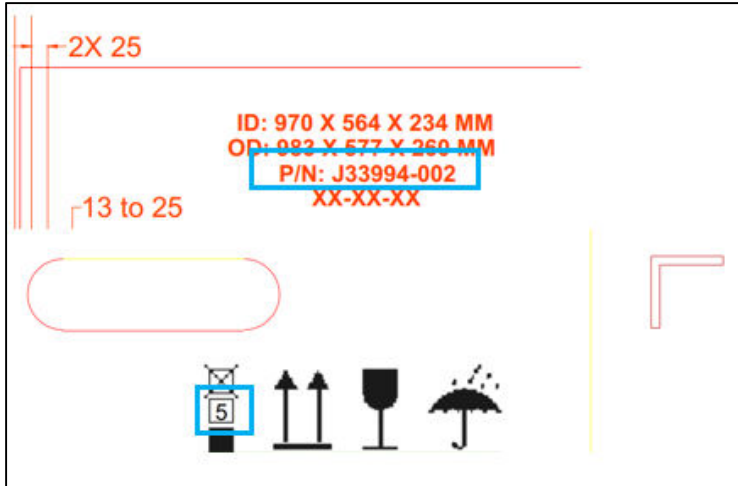 2X 25
ID: 970 X 564 X 234 MM
OD: 983 X 577 X 260 MM
P/N: J33994-002
XX-XX-XX
13 to 25
5